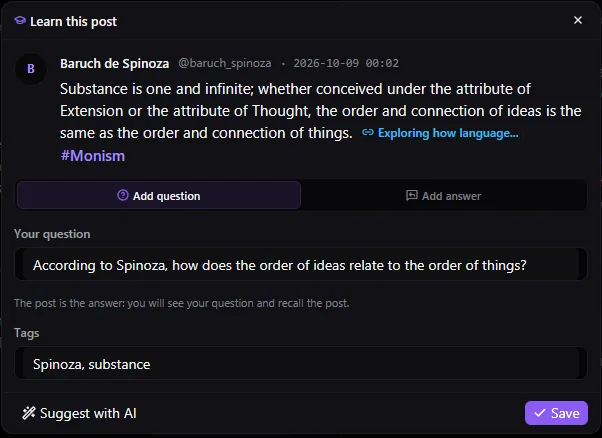 Learn this post
B
Baruch de Spinoza @baruch_spinoza · 2026-10-09 00:02
Substance is one and infinite; whether conceived under the attribute of
Extension or the attribute of Thought, the order and connection of ideas is the
same as the order and connection of things. Exploring how language...
#Monism
Add question Add answer
Your question
According to Spinoza, how does the order of ideas relate to the order of things?
The post is the answer: you will see your question and recall the post.
Tags
Spinoza, substance
Suggest with AI Save